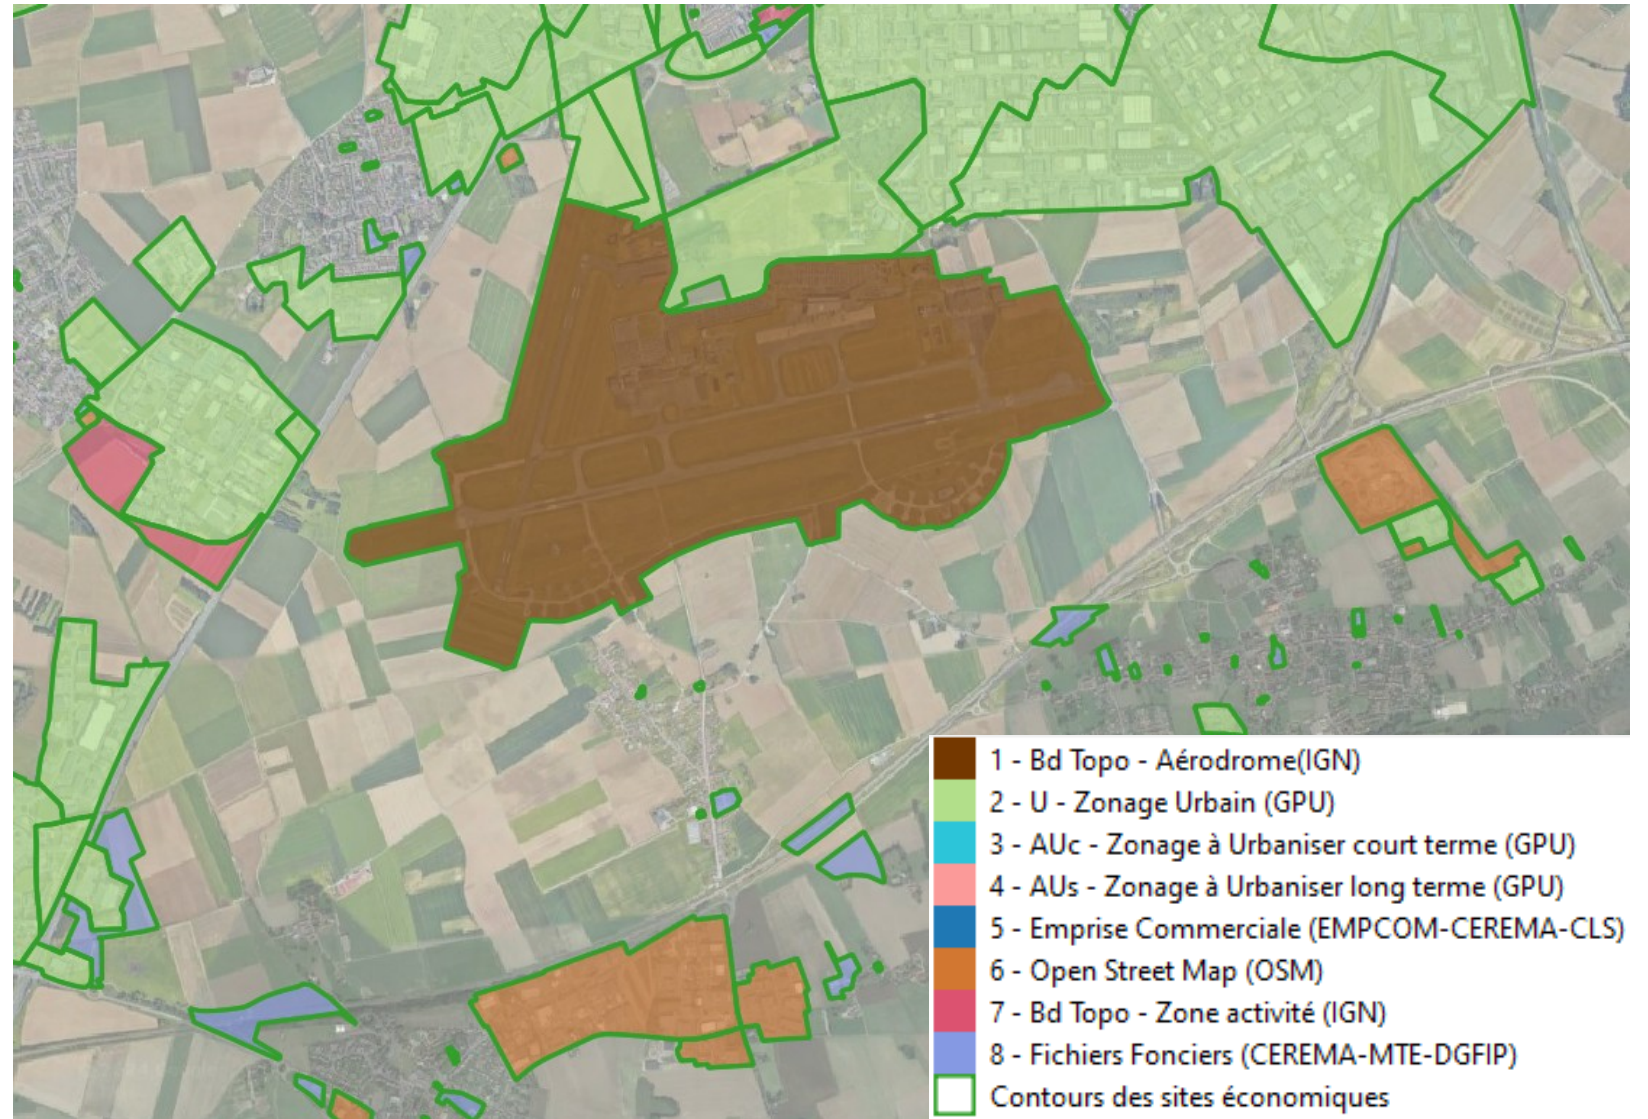 1 - Bd Topo - Aérodrome(IGN)
2 - U - Zonage Urbain (GPU)
3 - AUc - Zonage à Urbaniser court terme (GPU)
4 - AUs - Zonage à Urbaniser long terme (GPU)
5 - Emprise Commerciale (EMPCOM-CEREMA-CLS)
6 - Open Street Map (OSM)
7 - Bd Topo - Zone activité (IGN)
8 - Fichiers Fonciers (CEREMA-MTE-DGFIP)
Contours des sites économiques